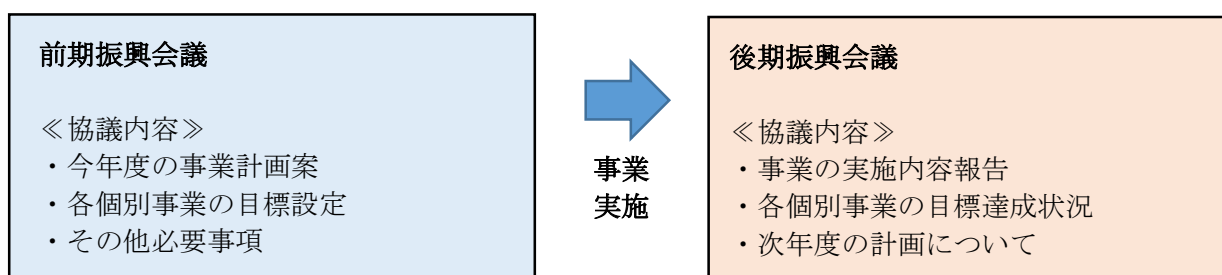 前期振興会議
≪協議内容≫
・今年度の事業計画案
・各個別事業の目標設定
・その他必要事項
事業
実施
後期振興会議
≪協議内容≫
・事業の実施内容報告
・各個別事業の目標達成状況
・次年度の計画について